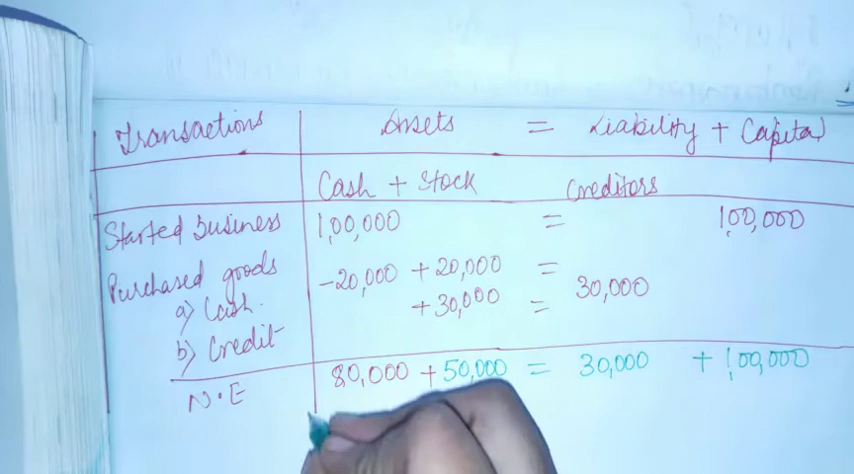 Transactions Assets = Liability + Capital
Cash + Stock Creditors
Started business 1,00,000 = 1,00,000
Purchased goods -20,000 + 20,000 =
a) Cash. +30,000 = 30,000
b) Credit
N.E 80,000 + 50,000 = 30,000 + 1,00,000